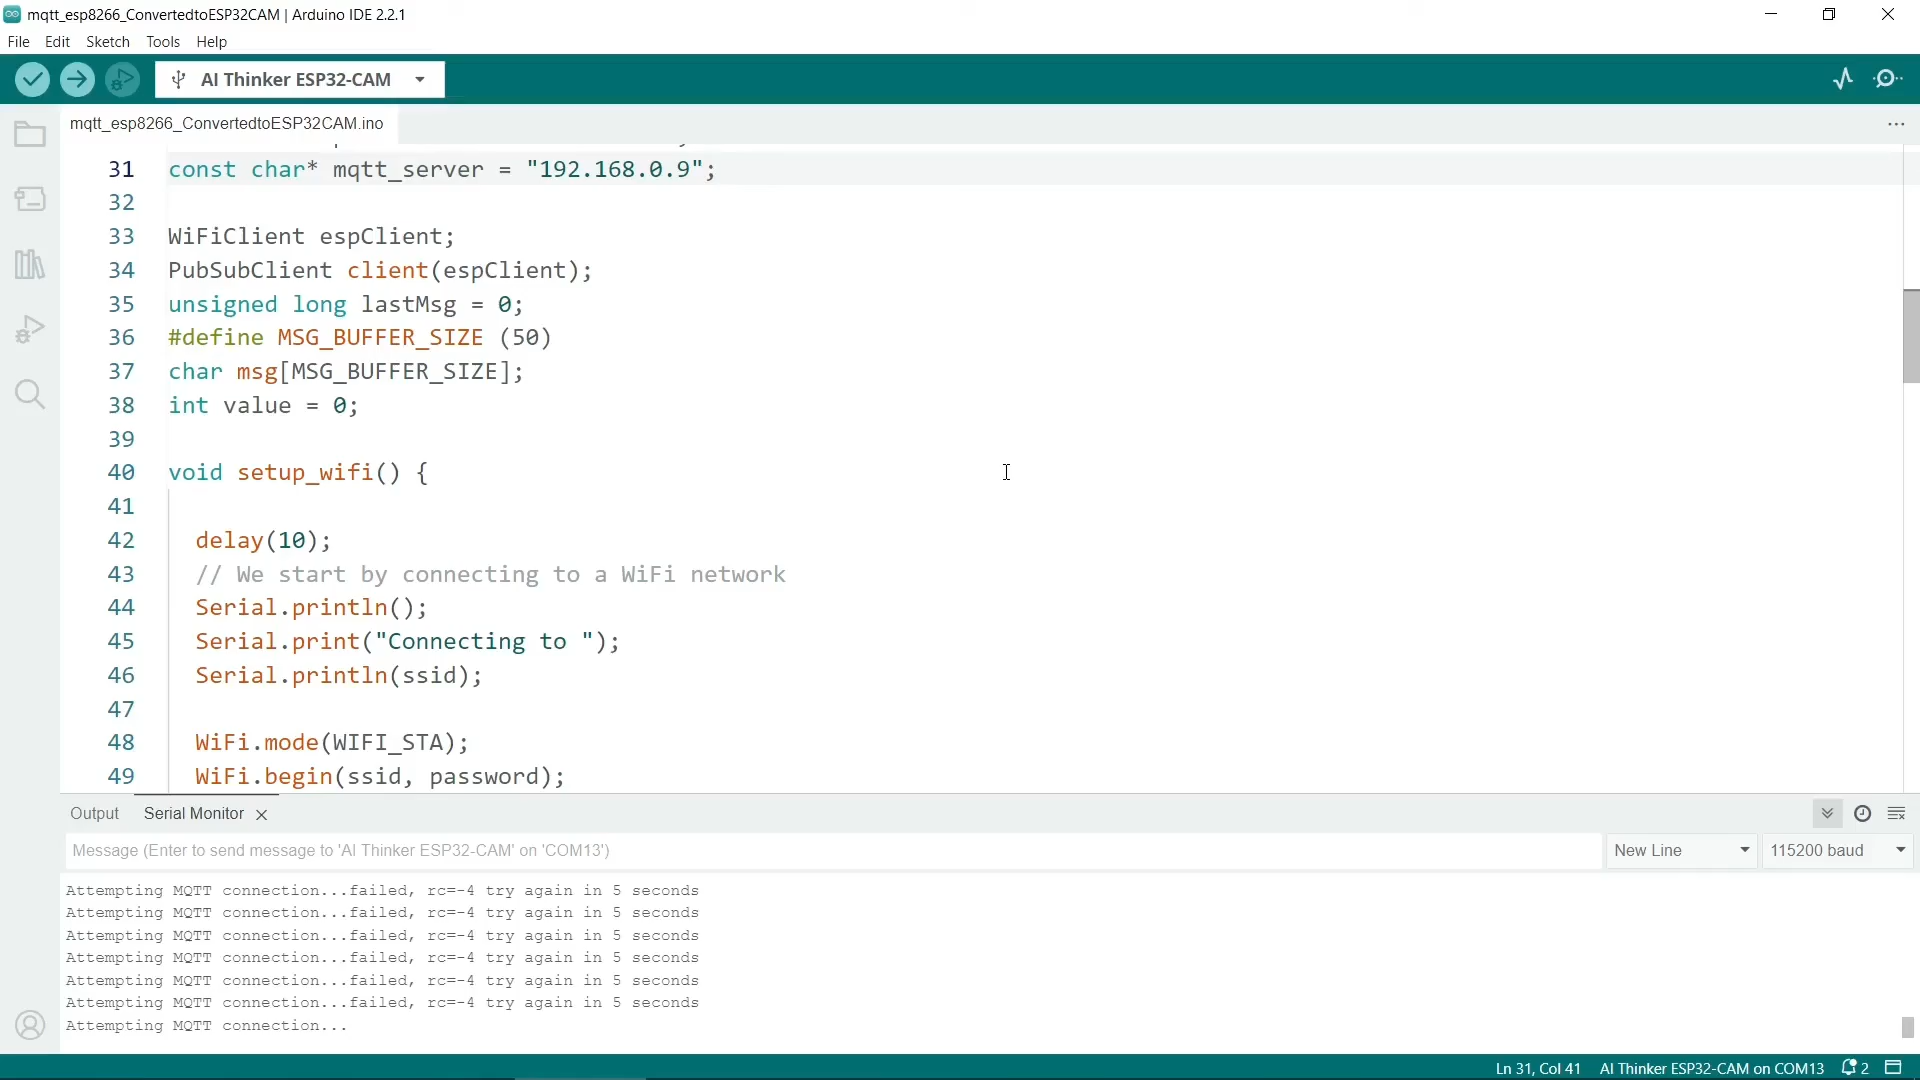 mqtt_esp8266_ConvertedtoESP32CAM | Arduino IDE 2.2.1
File Edit Sketch Tools Help
AI Thinker ESP32-CAM
mqtt_esp8266_ConvertedtoESP32CAM.ino
31 const char* mqtt_server = "192.168.0.9";
32
33 WiFiClient espClient;
34 PubSubClient client(espClient);
35 unsigned long lastMsg = 0;
36 #define MSG_BUFFER_SIZE (50)
37 char msg[MSG_BUFFER_SIZE];
38 int value = 0;
39
40 void setup_wifi() {
41
42 delay(10);
43 // We start by connecting to a WiFi network
44 Serial.println();
45 Serial.print("Connecting to ");
46 Serial.println(ssid);
47
48 WiFi.mode(WIFI_STA);
49 WiFi.begin(ssid, password);
Output Serial Monitor
Message (Enter to send message to 'AI Thinker ESP32-CAM' on 'COM13') New Line 115200 baud
Attempting MQTT connection...failed, rc=-4 try again in 5 seconds
Attempting MQTT connection...failed, rc=-4 try again in 5 seconds
Attempting MQTT connection...failed, rc=-4 try again in 5 seconds
Attempting MQTT connection...failed, rc=-4 try again in 5 seconds
Attempting MQTT connection...failed, rc=-4 try again in 5 seconds
Attempting MQTT connection...failed, rc=-4 try again in 5 seconds
Attempting MQTT connection...
Ln 31, Col 41 AI Thinker ESP32-CAM on COM13 2